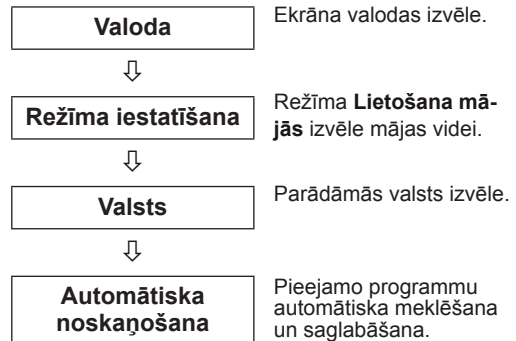 Valoda
Ekrāna valodas izvēle.
Režīma iestatīšana
Režīma Lietošana mā-
jās izvēle mājas videi.
Valsts
Parādāmās valsts izvēle.
Automātiska
noskaņošana
Pieejamo programmu
automātiska meklēšana
un saglabāšana.